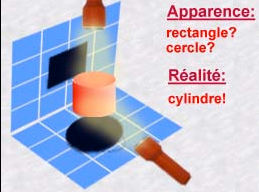 Apparence:
rectangle?
cercle?
Réalité:
cylindre!